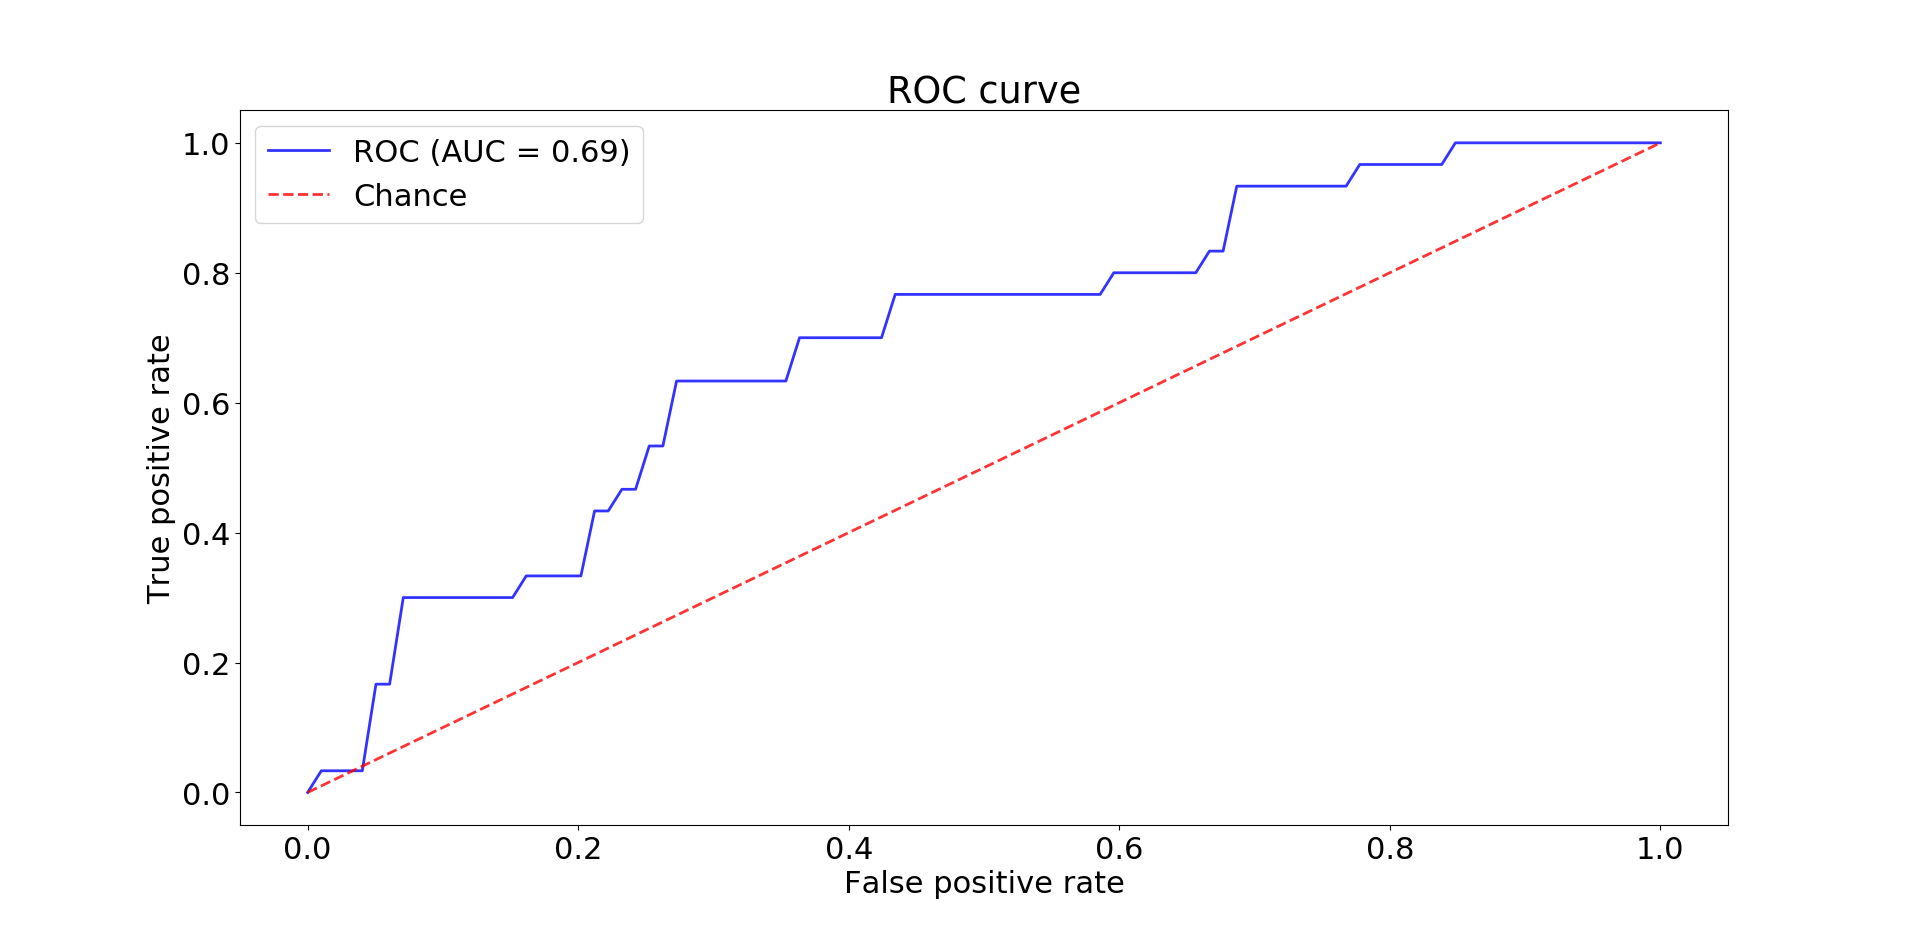 ROC curve
ROC (AUC = 0.69)
Chance
1.0
0.8
0.6
0.4
0.2
0.0
True positive rate
0.0 0.2 0.4 0.6 0.8 1.0
False positive rate